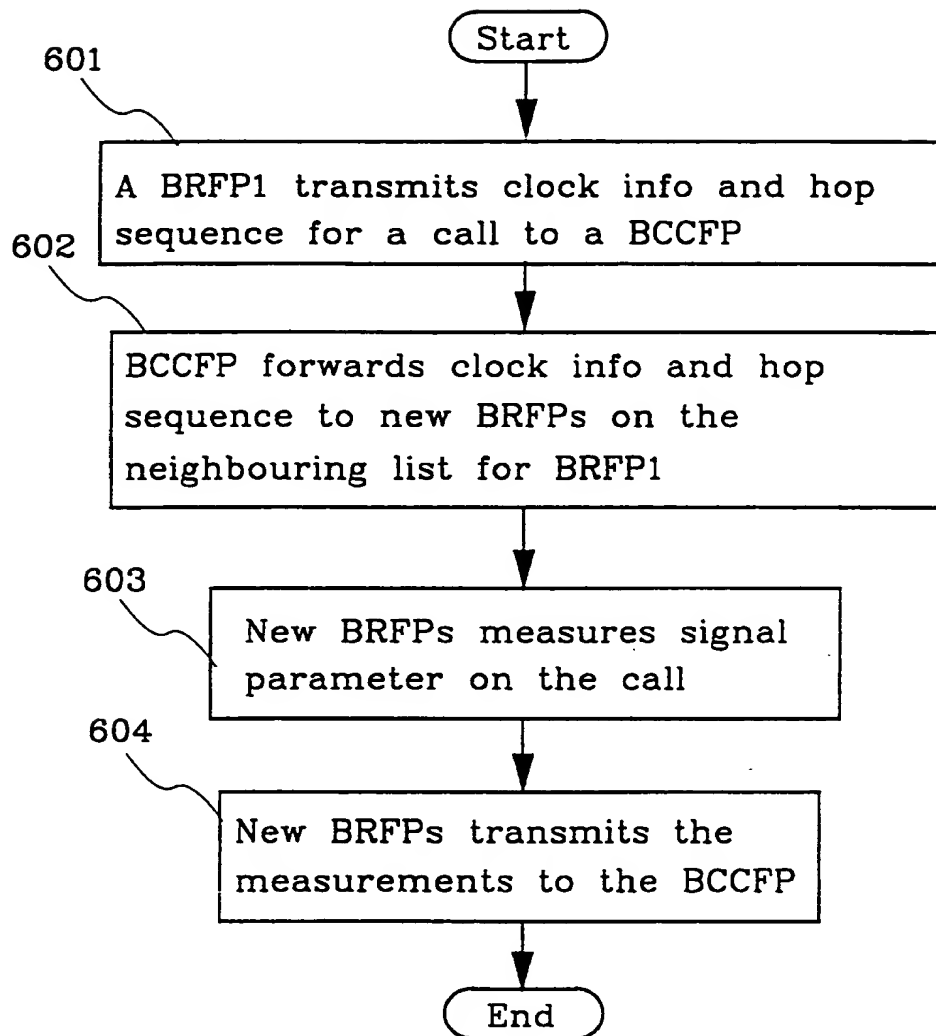 Start
601
A BRFP1 transmits clock info and hop
sequence for a call to a BCCFP
602
BCCFP forwards clock info and hop
sequence to new BRFPs on the
neighbouring list for BRFP1
603
New BRFPs measures signal
parameter on the call
604
New BRFPs transmits the
measurements to the BCCFP
End